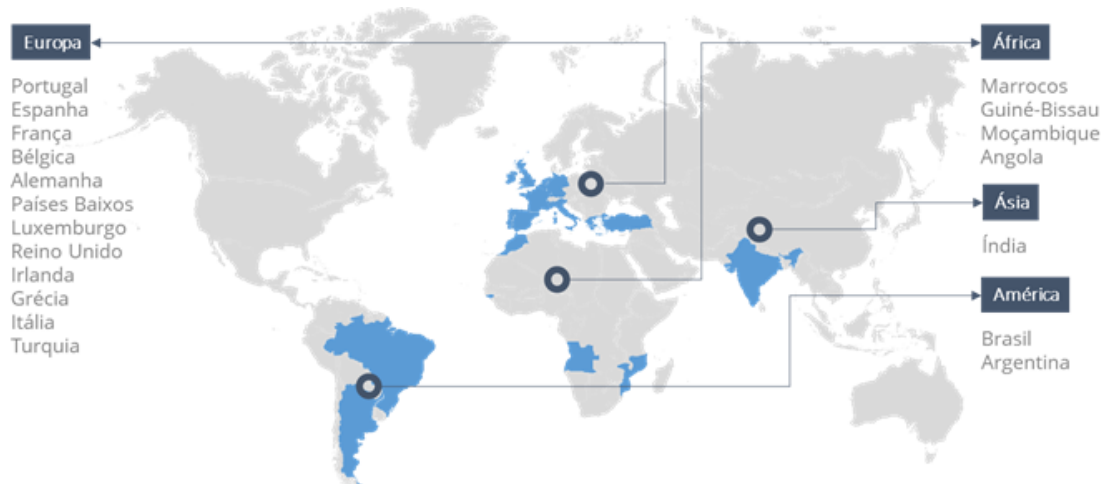 Europa
Portugal
Espanha
França
Bélgica
Alemanha
Países Baixos
Luxemburgo
Reino Unido
Irlanda
Grécia
Itália
Turquia
África
Marrocos
Guiné-Bissau
Moçambique
Angola
Ásia
Índia
América
Brasil
Argentina